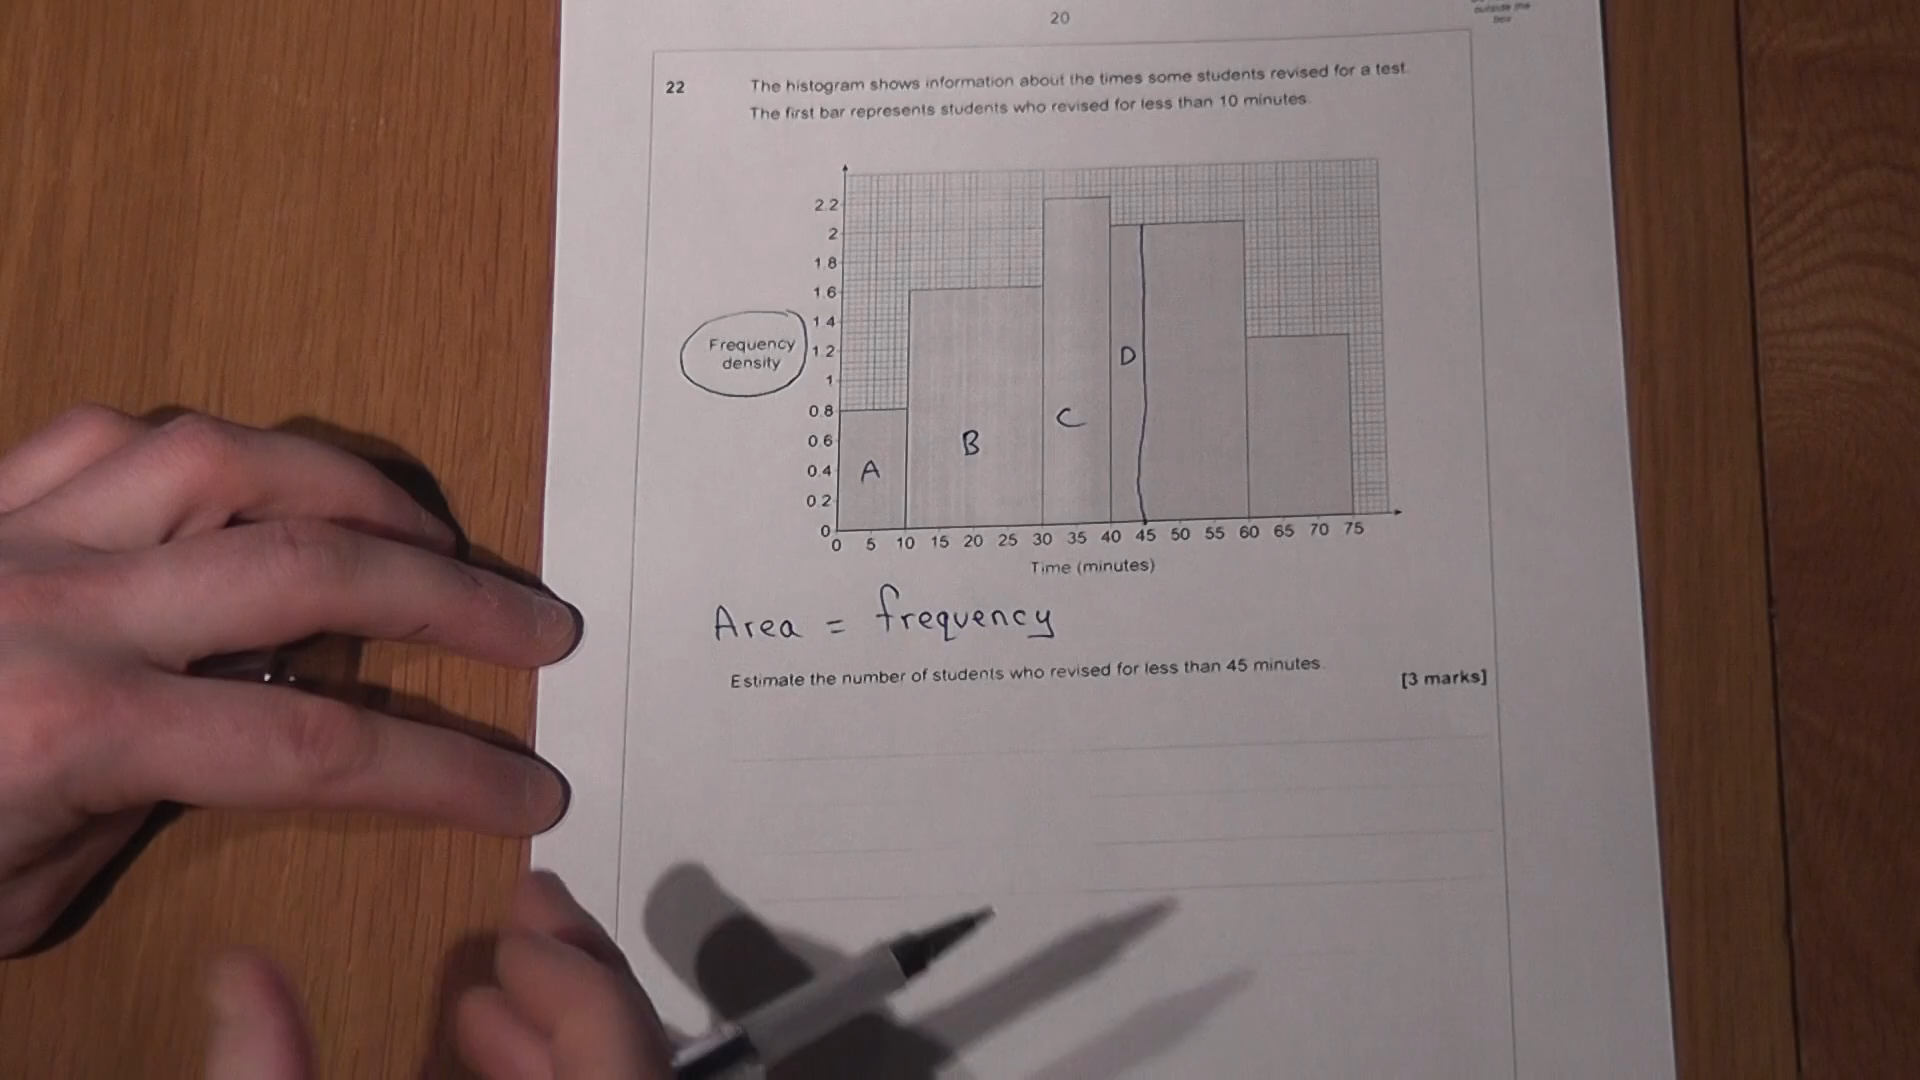 20
outside the
box
22 The histogram shows information about the times some students revised for a test.
The first bar represents students who revised for less than 10 minutes.
2.2
2
1.8
1.6
1.4
Frequency
density
1.2
1
0.8
0.6
0.4
0.2
0
A
B
C
D
0 5 10 15 20 25 30 35 40 45 50 55 60 65 70 75
Time (minutes)
Area = frequency
Estimate the number of students who revised for less than 45 minutes.
[3 marks]